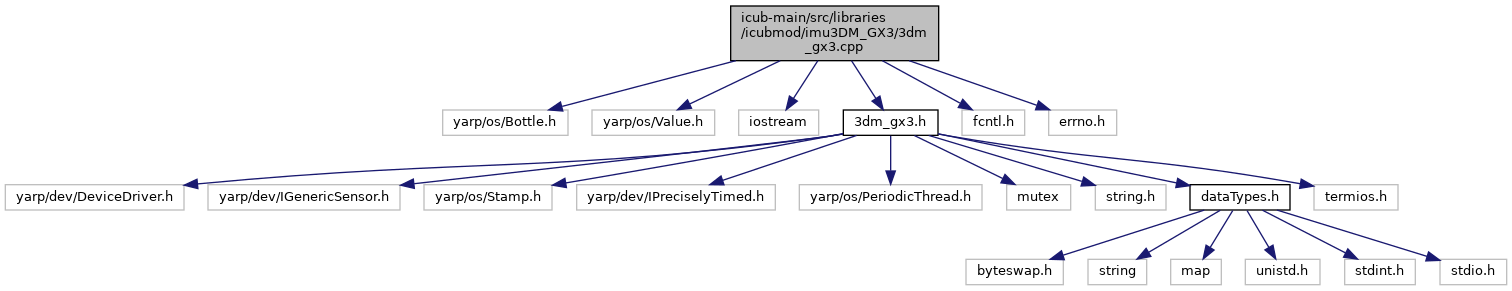 icub-main/src/libraries
/icubmod/imu3DM_GX3/3dm
_gx3.cpp
yarp/os/Bottle.h
yarp/os/Value.h
iostream
3dm_gx3.h
fcntl.h
errno.h
yarp/dev/DeviceDriver.h
yarp/dev/IGenericSensor.h
yarp/os/Stamp.h
yarp/dev/IPreciselyTimed.h
yarp/os/PeriodicThread.h
mutex
string.h
dataTypes.h
termios.h
byteswap.h
string
map
unistd.h
stdint.h
stdio.h